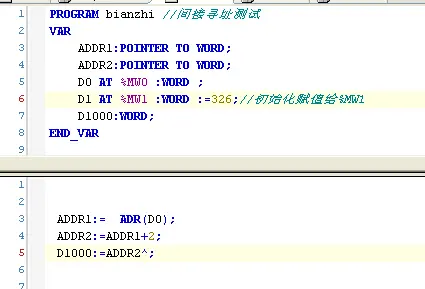 1 PROGRAM bianzhi //间接寻址测试
2 VAR
3 ADDR1:POINTER TO WORD;
4 ADDR2:POINTER TO WORD;
5 D0 AT %MW0 :WORD ;
6 D1 AT %MW1 :WORD :=326;//初始化赋值给%MW1
7 D1000:WORD;
8 END_VAR
9
1
2
3 ADDR1:= ADR(D0);
4 ADDR2:=ADDR1+2;
5 D1000:=ADDR2^;